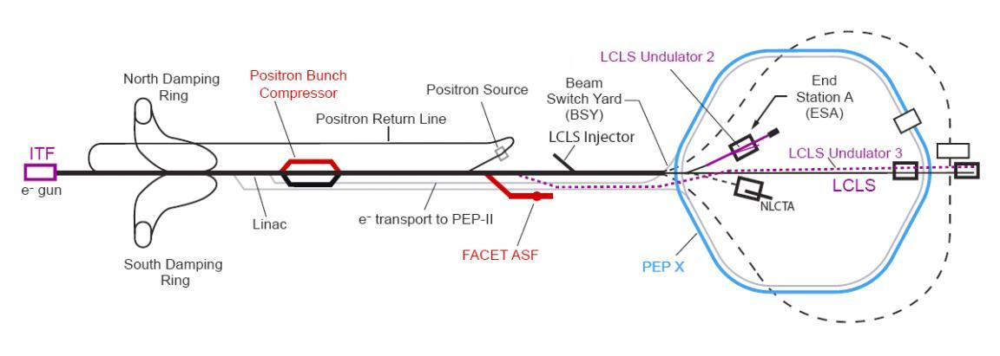 North Damping
Ring
Positron Bunch
Compressor
Positron Return Line
Positron Source
Beam
Switch Yard
(BSY)
LCLS Injector
LCLS Undulator 2
End
Station A
(ESA)
LCLS Undulator 3
LCLS
NLCTA
ITF
e⁻ gun
Linac
e⁻ transport to PEP-II
FACET ASF
PEP X
South Damping
Ring